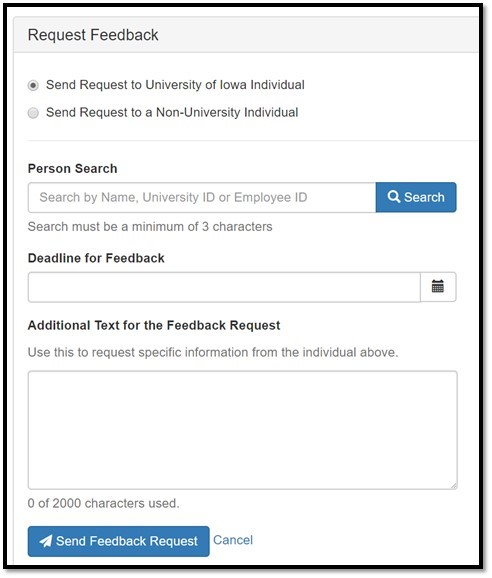 Request Feedback
Send Request to University of Iowa Individual
Send Request to a Non-University Individual
Person Search
Search by Name, University ID or Employee ID
Search
Search must be a minimum of 3 characters
Deadline for Feedback
Additional Text for the Feedback Request
Use this to request specific information from the individual above.
0 of 2000 characters used.
Send Feedback Request Cancel